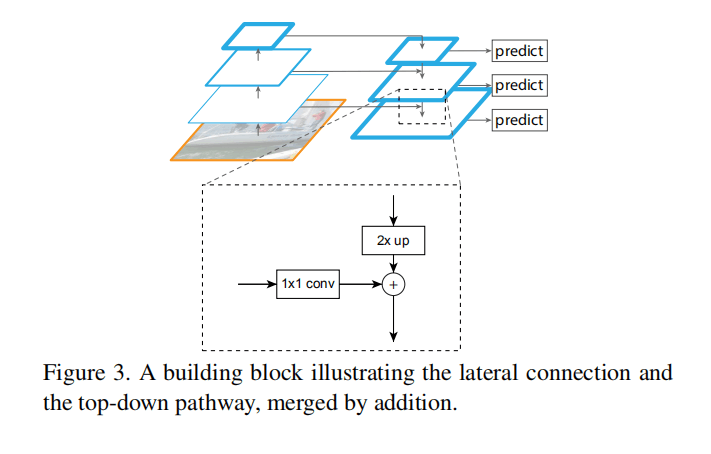 predict
predict
predict
2x up
1x1 conv
+
Figure 3. A building block illustrating the lateral connection and
the top-down pathway, merged by addition.